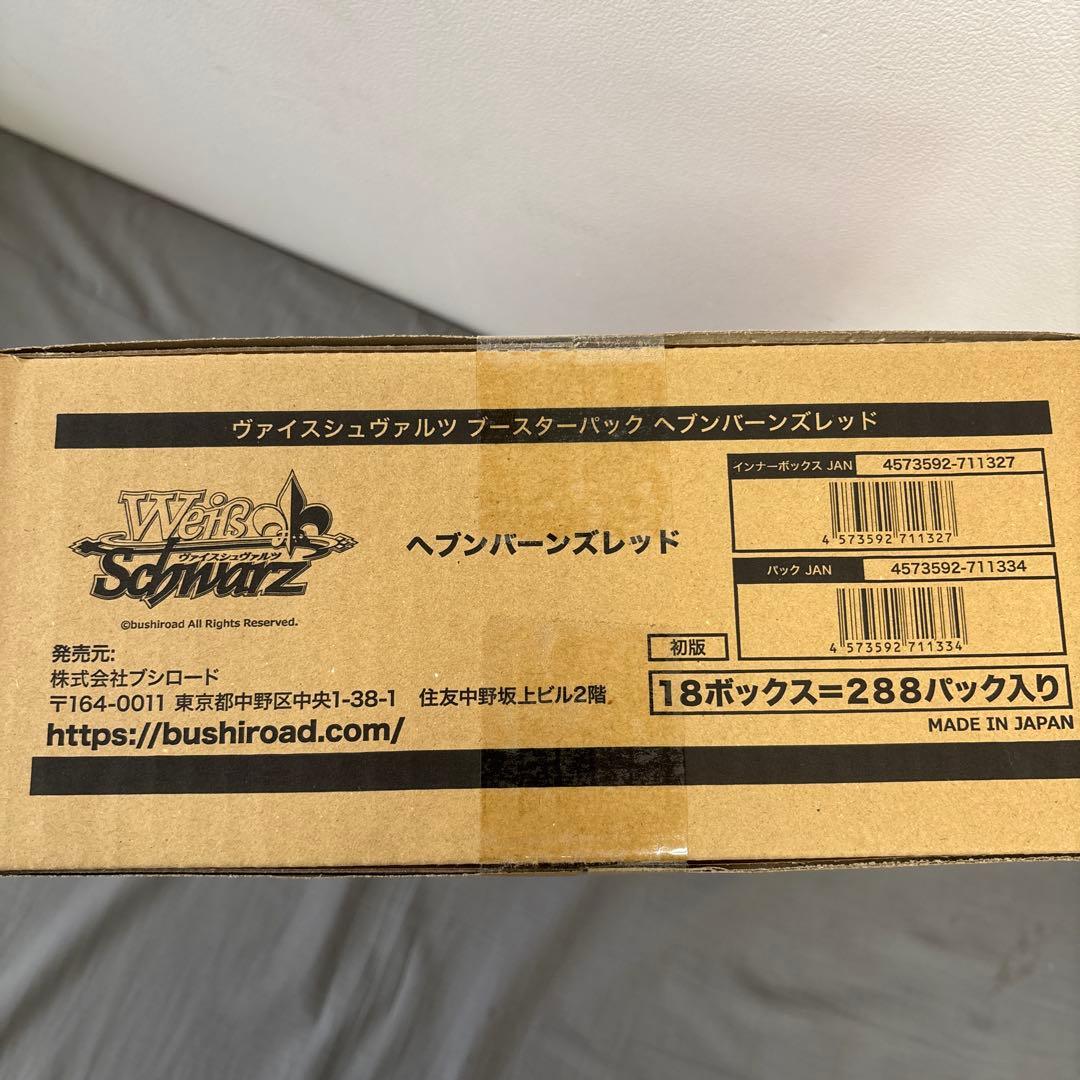 ヴァイスシュヴァルツ ブースターパック ヘブンバーンズレッド
Weiß
ヴァイスシュヴァルツ
Schwarz
©bushiroad All Rights Reserved.
ヘブンバーンズレッド
インナーボックス JAN 4573592-711327
4 573592 711327
パック JAN 4573592-711334
4 573592 711334
初版
18ボックス=288パック入り
MADE IN JAPAN
発売元:
株式会社ブシロード
〒164-0011 東京都中野区中央1-38-1 住友中野坂上ビル2階
https://bushiroad.com/